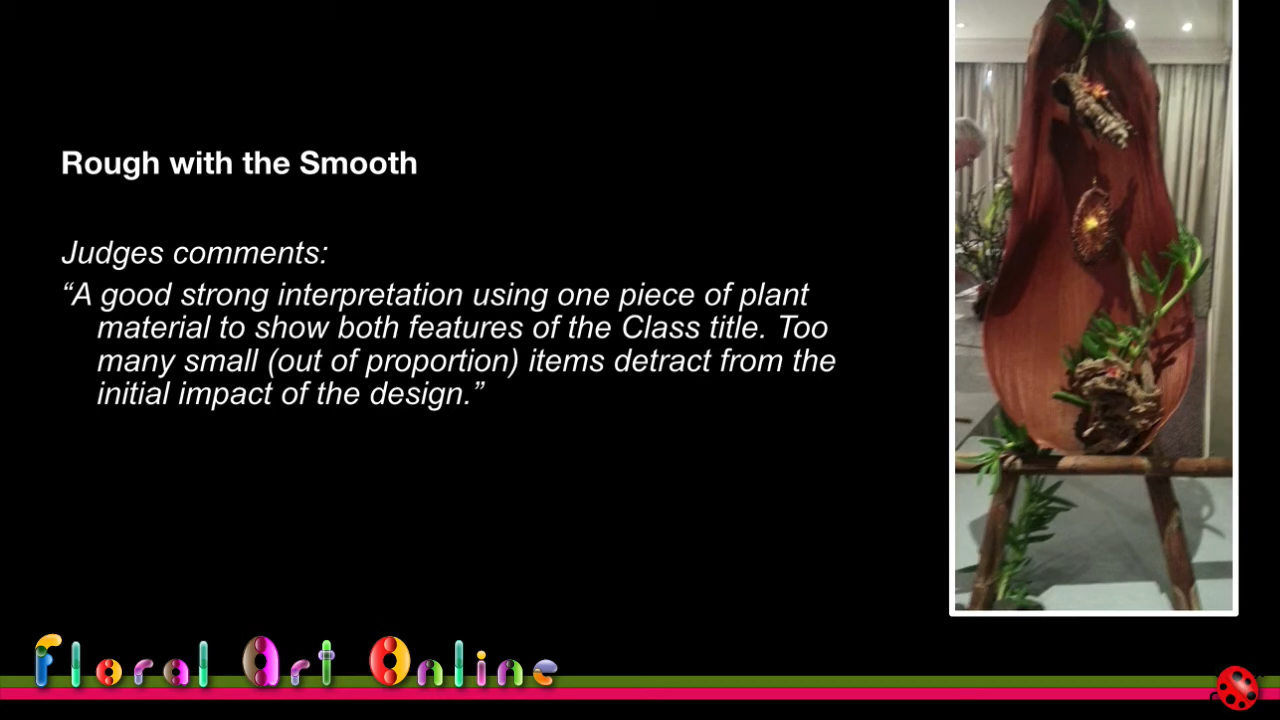 Rough with the Smooth
Judges comments:
“A good strong interpretation using one piece of plant
material to show both features of the Class title. Too
many small (out of proportion) items detract from the
initial impact of the design.”
Floral Art Online